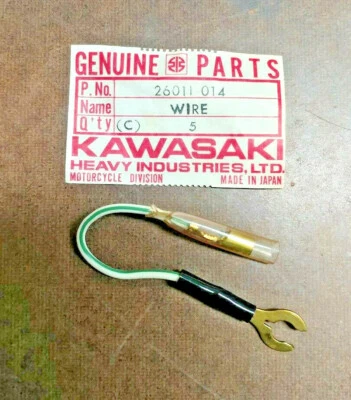 GENUINE PARTS
P. No. 26011 014
Name WIRE
Q'ty (C) 5
KAWASAKI
HEAVY INDUSTRIES, LTD.
MOTORCYCLE DIVISION MADE IN JAPAN